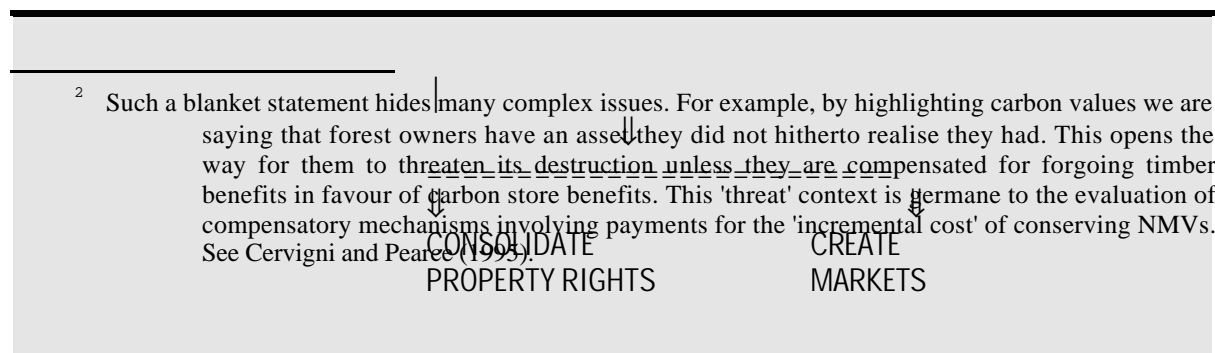 2 Such a blanket statement hides many complex issues. For example, by highlighting carbon values we are
saying that forest owners have an asset they did not hitherto realise they had. This opens the
way for them to threaten its destruction unless they are compensated for forgoing timber
benefits in favour of carbon store benefits. This 'threat' context is germane to the evaluation of
compensatory mechanisms involving payments for the 'incremental cost' of conserving NMVs.
See Cervigni and Pearce (1995).
CONSOLIDATE CREATE
PROPERTY RIGHTS MARKETS